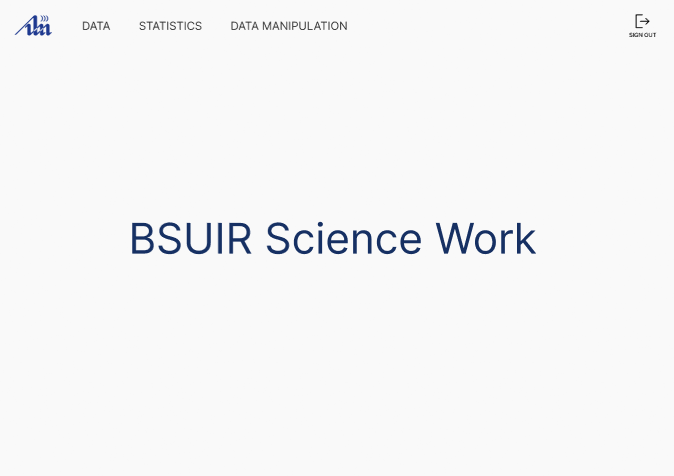 DATA STATISTICS DATA MANIPULATION
SIGN OUT
BSUIR Science Work